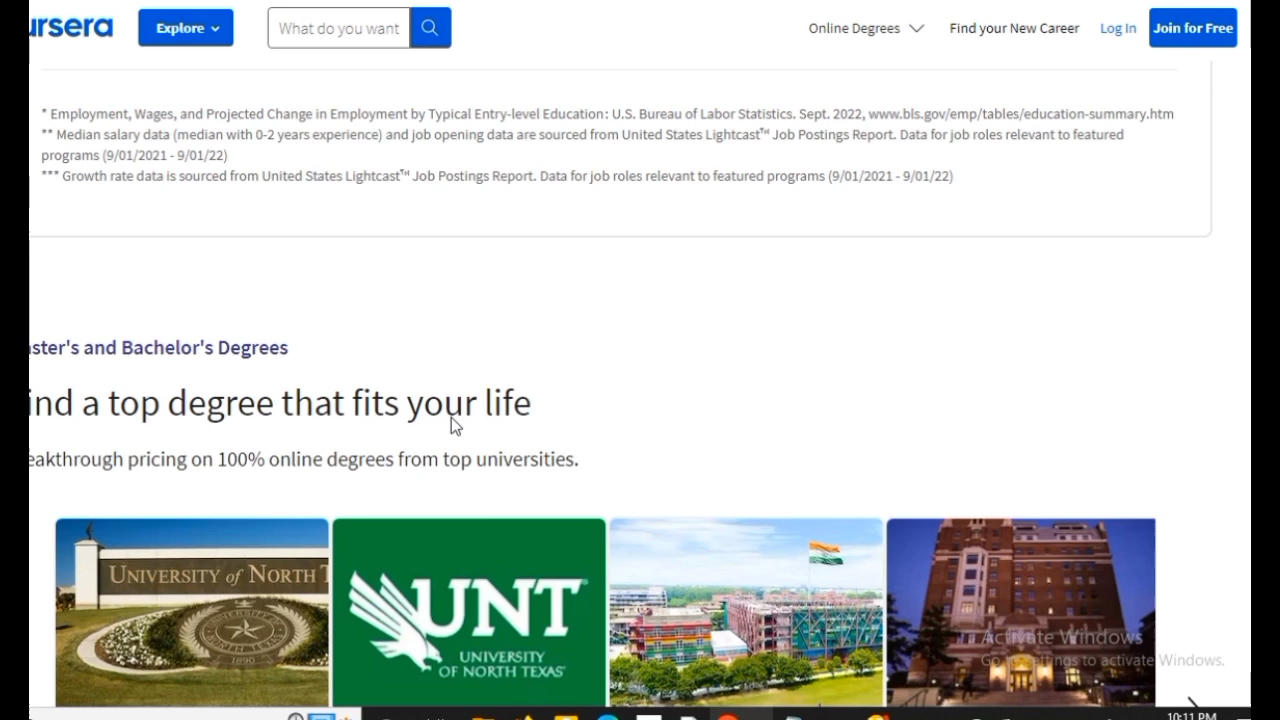 ursera
Explore
What do you want
Online Degrees
Find your New Career
Log In
Join for Free
* Employment, Wages, and Projected Change in Employment by Typical Entry-level Education: U.S. Bureau of Labor Statistics. Sept. 2022, www.bls.gov/emp/tables/education-summary.htm
** Median salary data (median with 0-2 years experience) and job opening data are sourced from United States Lightcast™ Job Postings Report. Data for job roles relevant to featured
programs (9/01/2021 - 9/01/22)
*** Growth rate data is sourced from United States Lightcast™ Job Postings Report. Data for job roles relevant to featured programs (9/01/2021 - 9/01/22)
ster's and Bachelor's Degrees
ind a top degree that fits your life
eakthrough pricing on 100% online degrees from top universities.
UNIVERSITY of NORTH T
1890
UNT
UNIVERSITY
OF NORTH TEXAS
Activate Windows
Go to Settings to activate Windows.
10:11 PM